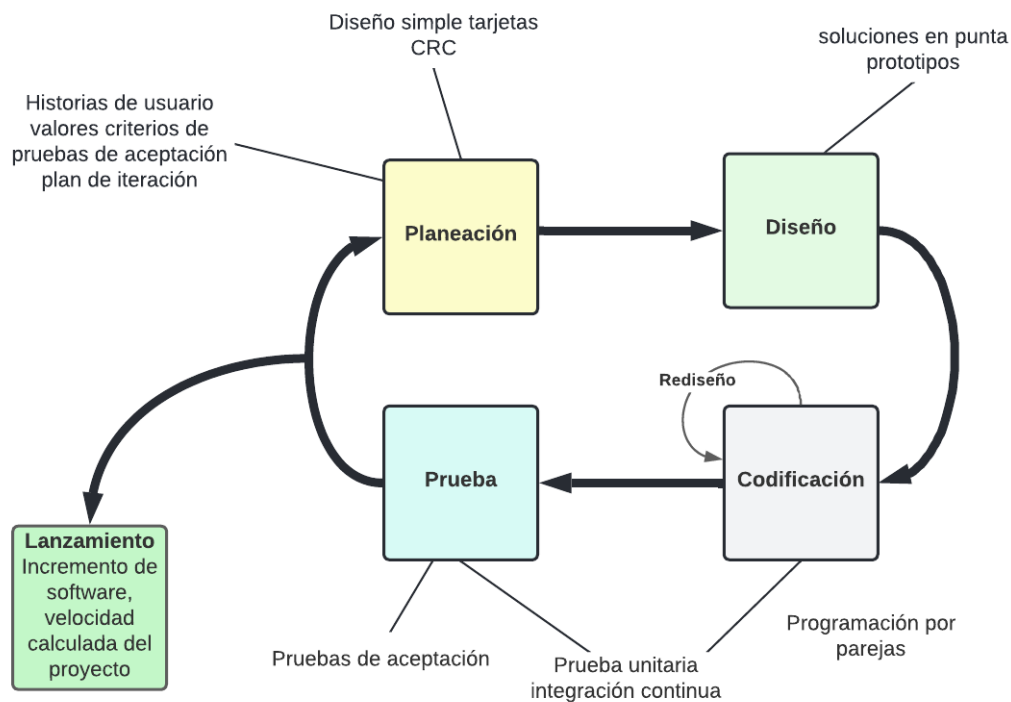 Diseño simple tarjetas
CRC
soluciones en punta
prototipos
Historias de usuario
valores criterios de
pruebas de aceptación
plan de iteración
Planeación
Diseño
Rediseño
Prueba
Codificación
Lanzamiento
Incremento de
software,
velocidad
calculada del
proyecto
Pruebas de aceptación
Prueba unitaria
integración continua
Programación por
parejas